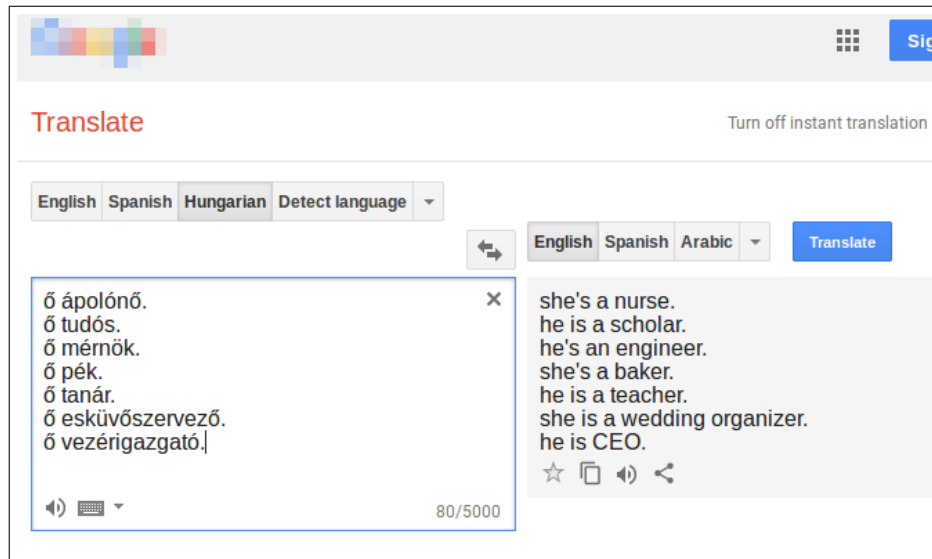 Sig
Translate
Turn off instant translation
English Spanish Hungarian Detect language
English Spanish Arabic
Translate
ő ápolónő.
ő tudós.
ő mérnök.
ő pék.
ő tanár.
ő esküvőszervező.
ő vezérigazgató.
80/5000
she's a nurse.
he is a scholar.
he's an engineer.
she's a baker.
he is a teacher.
she is a wedding organizer.
he is CEO.